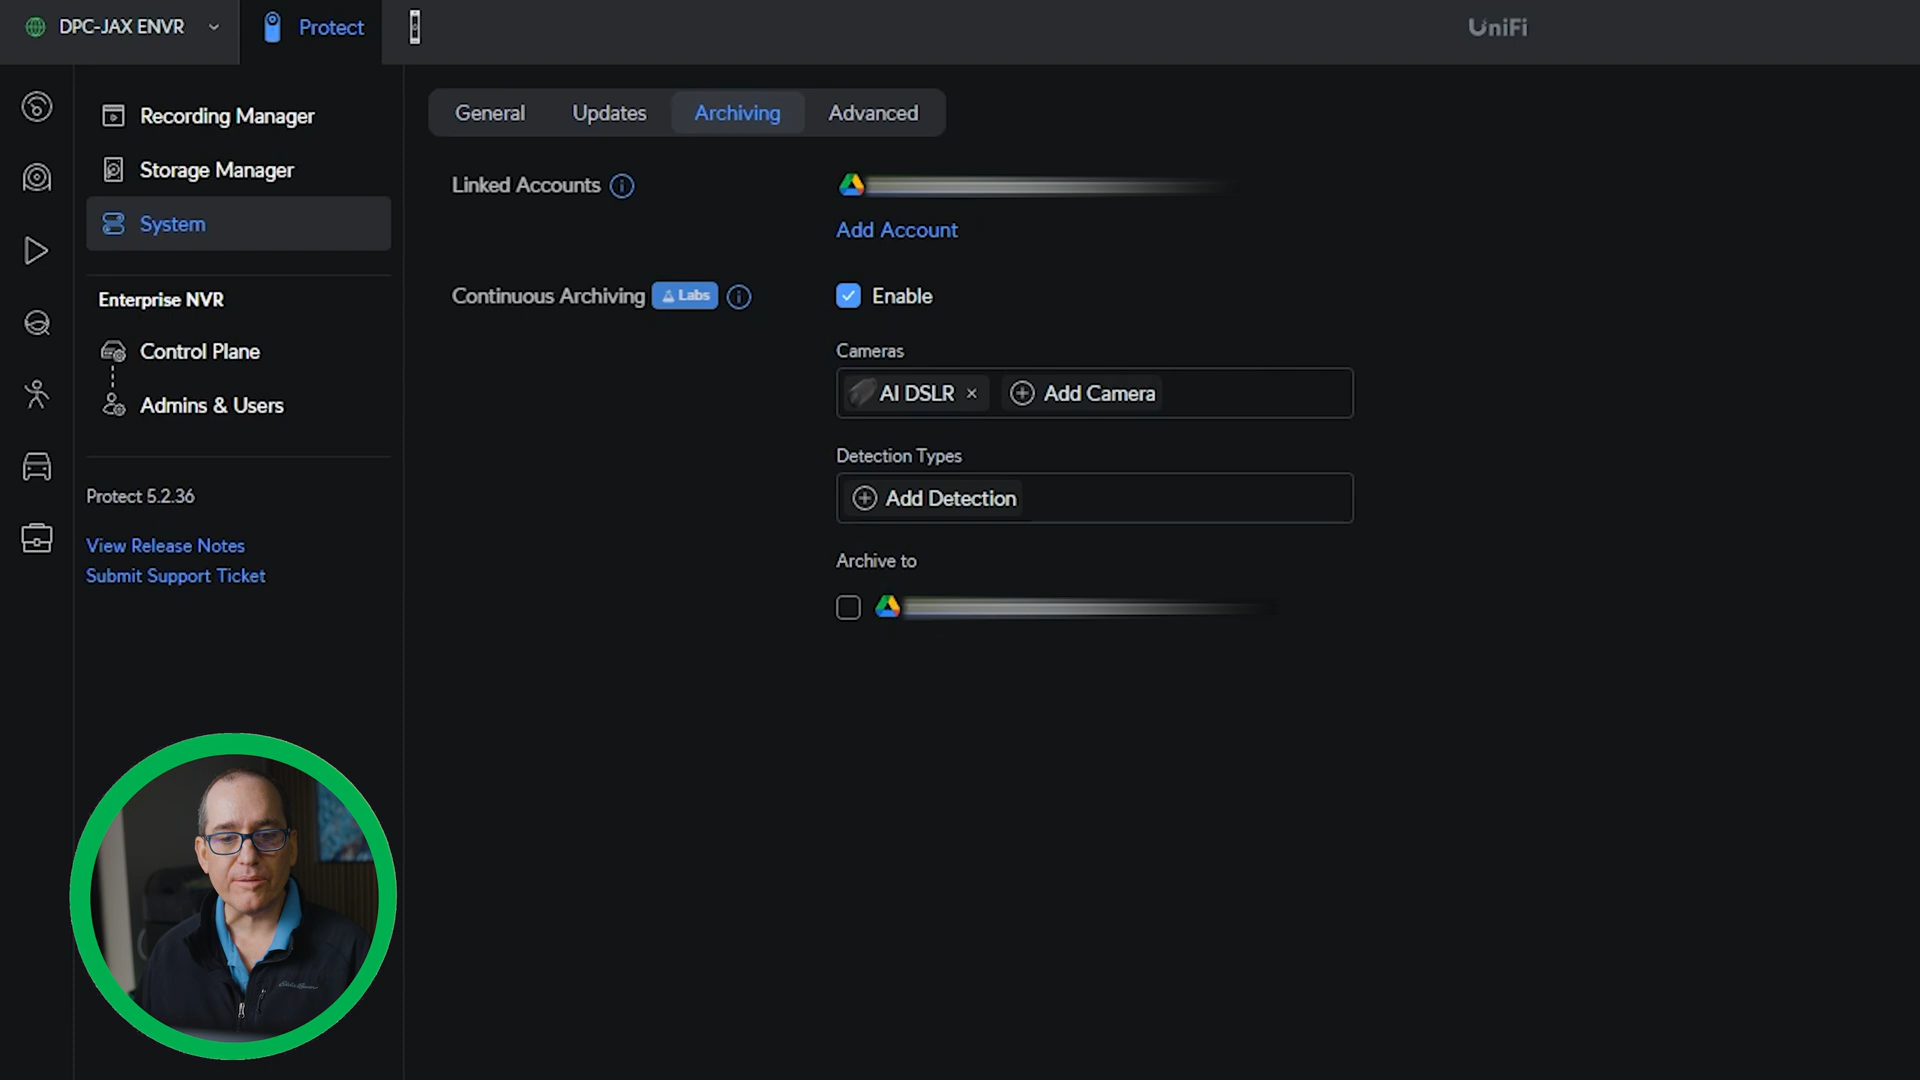 DPC-JAX ENVR
Protect
UniFi
Recording Manager
Storage Manager
System
Enterprise NVR
Control Plane
Admins & Users
Protect 5.2.36
View Release Notes
Submit Support Ticket
General
Updates
Archiving
Advanced
Linked Accounts
Add Account
Continuous Archiving
Labs
Enable
Cameras
AI DSLR
Add Camera
Detection Types
Add Detection
Archive to